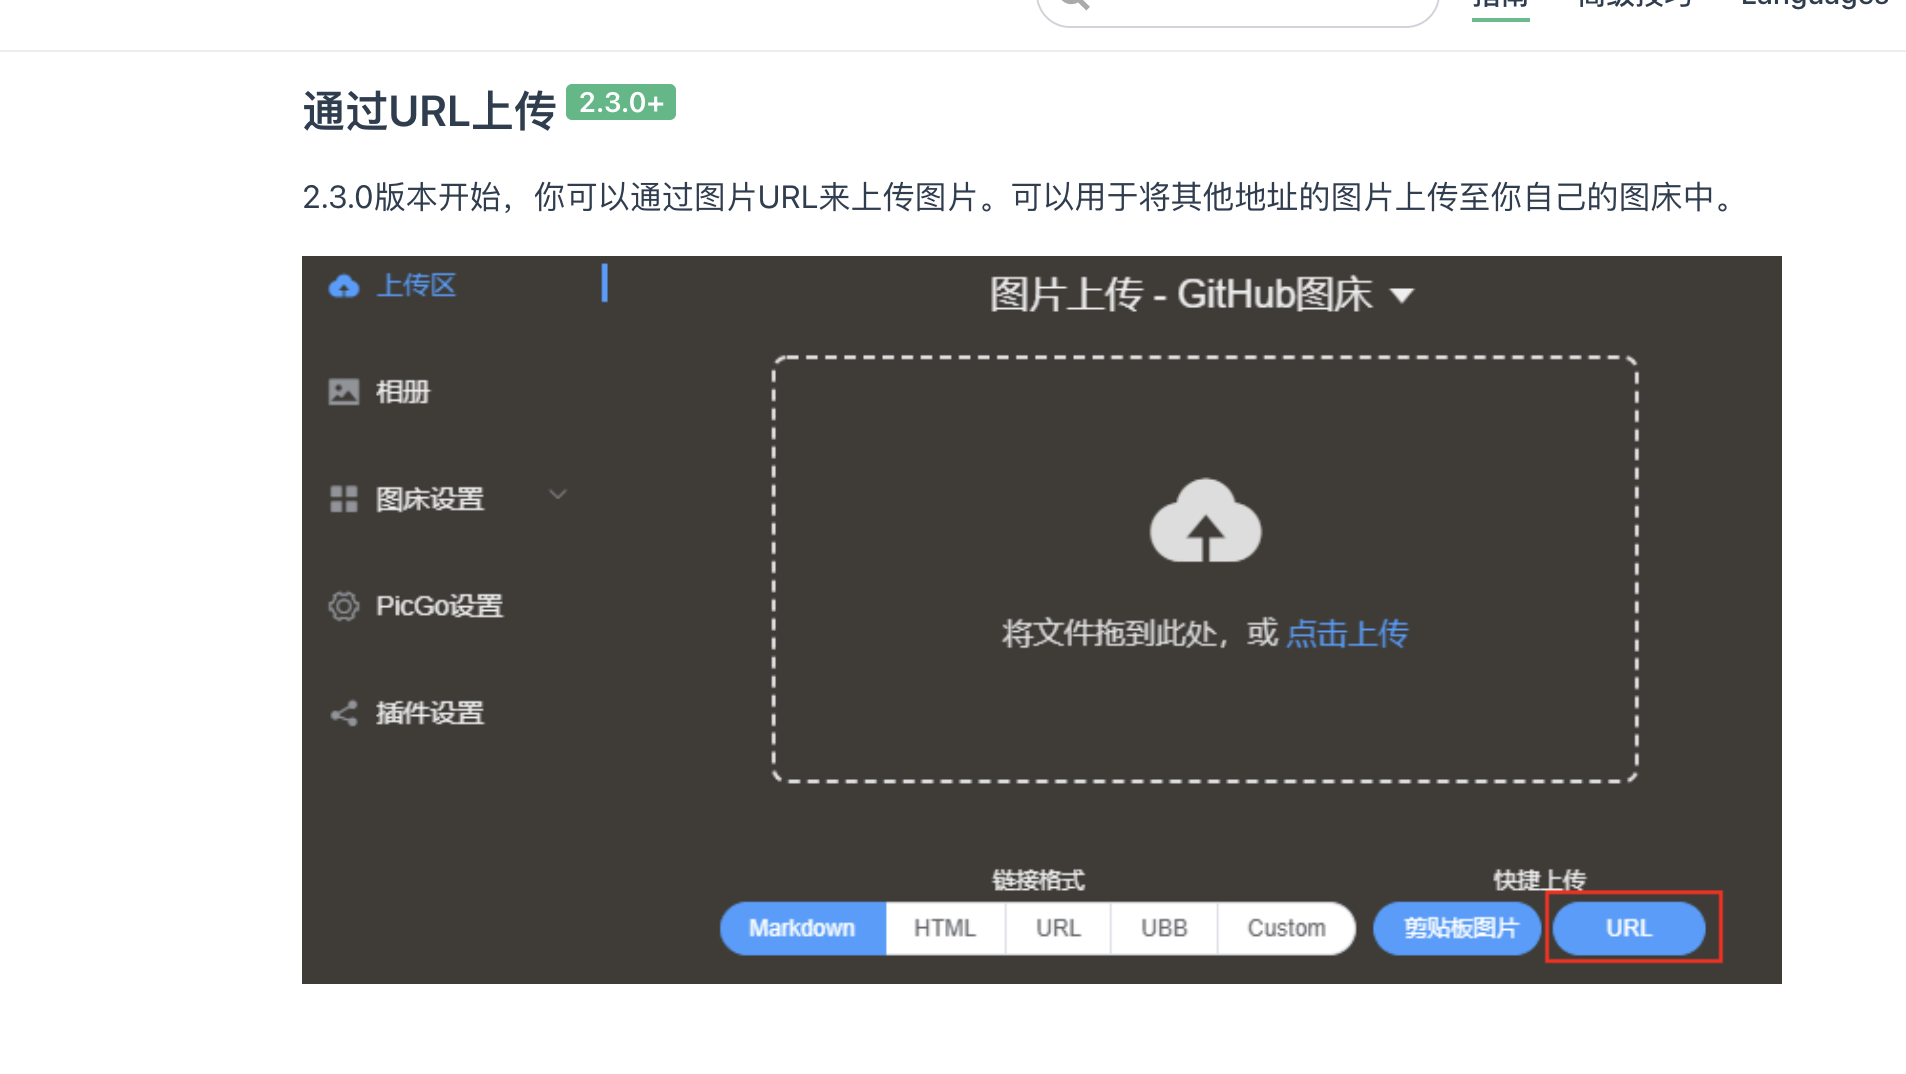 指南 高级技巧 Languages
通过URL上传 2.3.0+
2.3.0版本开始，你可以通过图片URL来上传图片。可以用于将其他地址的图片上传至你自己的图床中。
上传区
图片上传 - GitHub图床
相册
图床设置
PicGo设置
插件设置
将文件拖到此处，或 点击上传
链接格式 快捷上传
Markdown HTML URL UBB Custom 剪贴板图片 URL